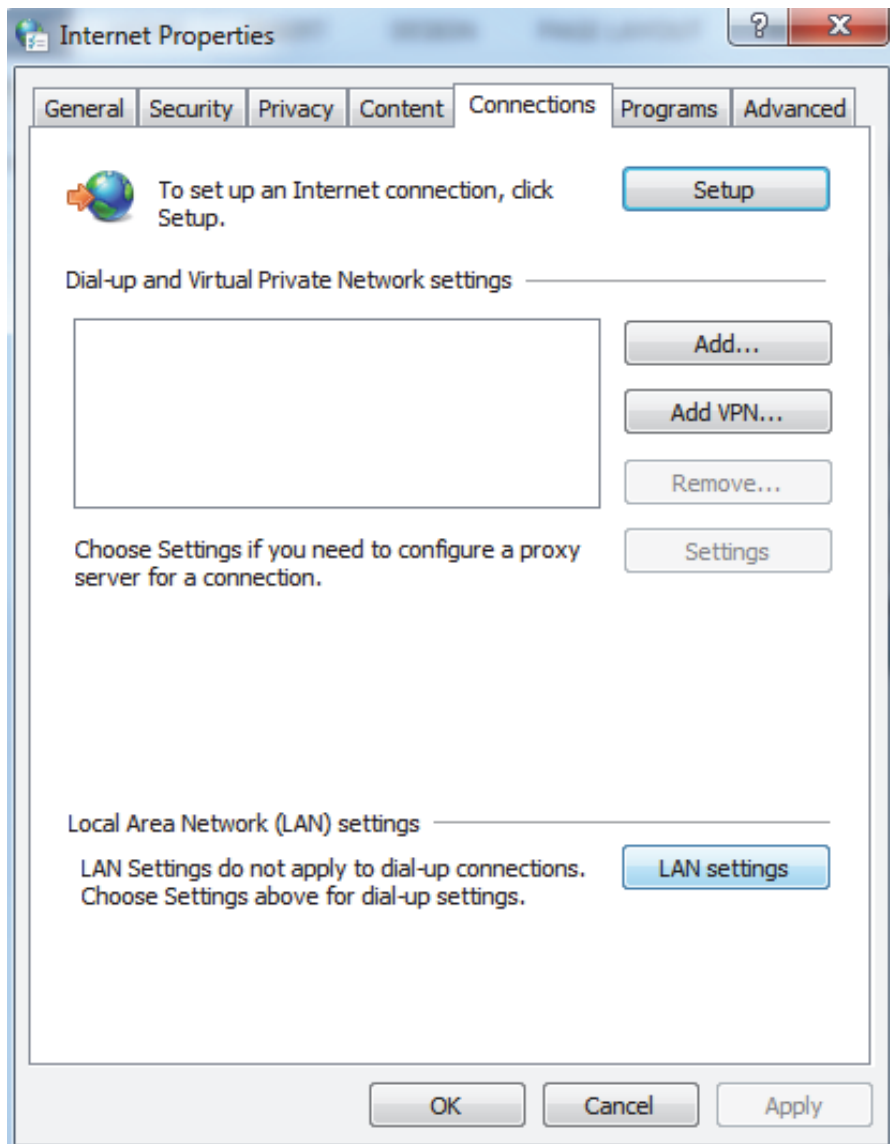 Internet Properties
General Security Privacy Content Connections Programs Advanced
To set up an Internet connection, click
Setup.
Setup
Dial-up and Virtual Private Network settings
Add...
Add VPN...
Remove...
Choose Settings if you need to configure a proxy
server for a connection.
Settings
Local Area Network (LAN) settings
LAN Settings do not apply to dial-up connections.
Choose Settings above for dial-up settings.
LAN settings
OK Cancel Apply